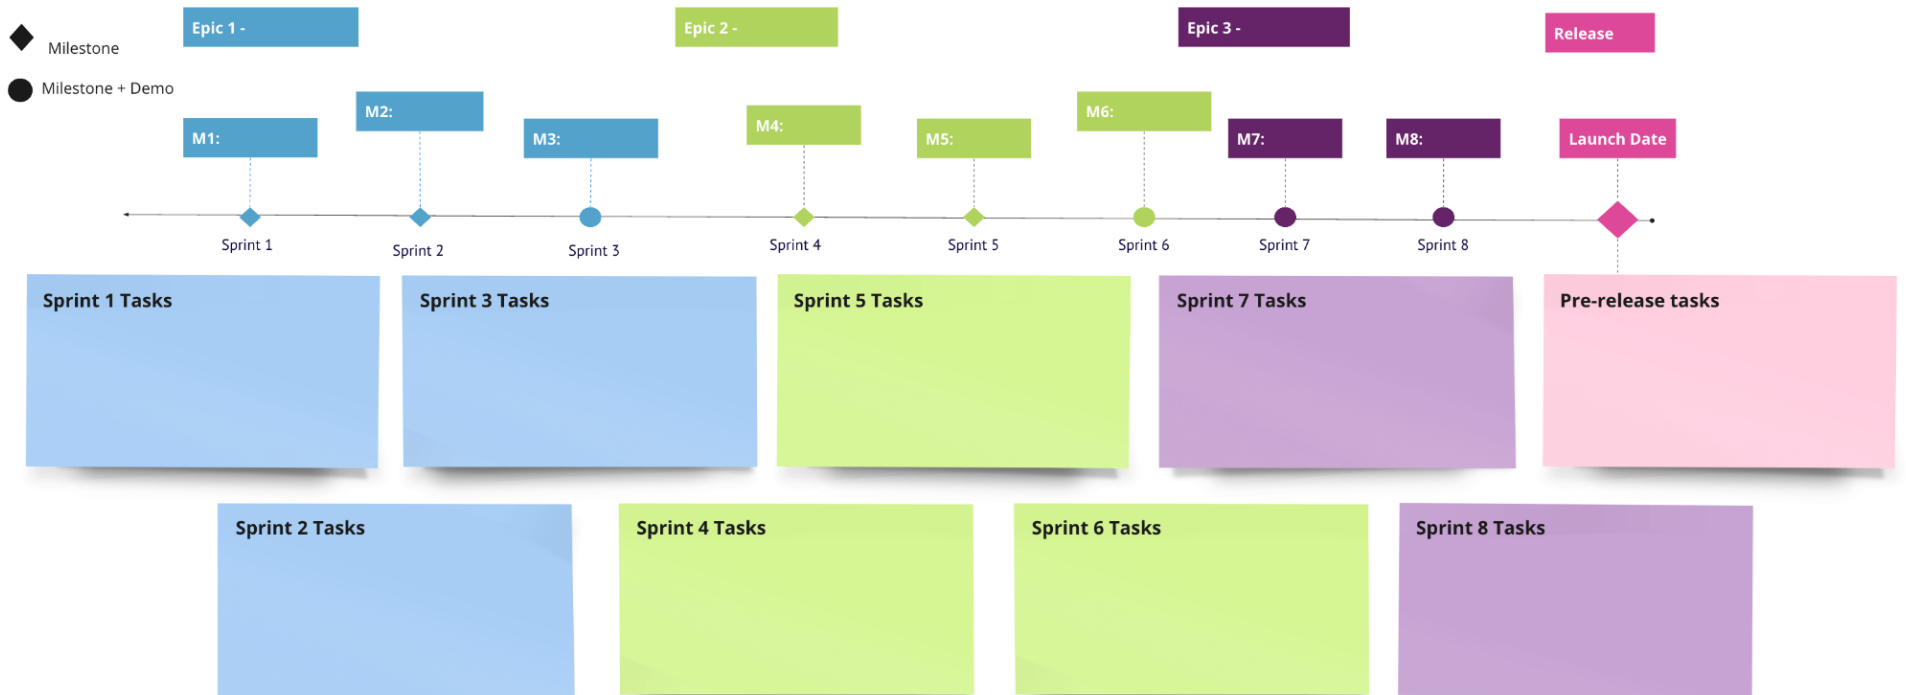 Epic 1 -
Epic 2 -
Epic 3 -
Release
Milestone
Milestone + Demo
M1:
M2:
M3:
M4:
M5:
M6:
M7:
M8:
Launch Date
Sprint 1
Sprint 2
Sprint 3
Sprint 4
Sprint 5
Sprint 6
Sprint 7
Sprint 8
Sprint 1 Tasks
Sprint 3 Tasks
Sprint 5 Tasks
Sprint 7 Tasks
Pre-release tasks
Sprint 2 Tasks
Sprint 4 Tasks
Sprint 6 Tasks
Sprint 8 Tasks